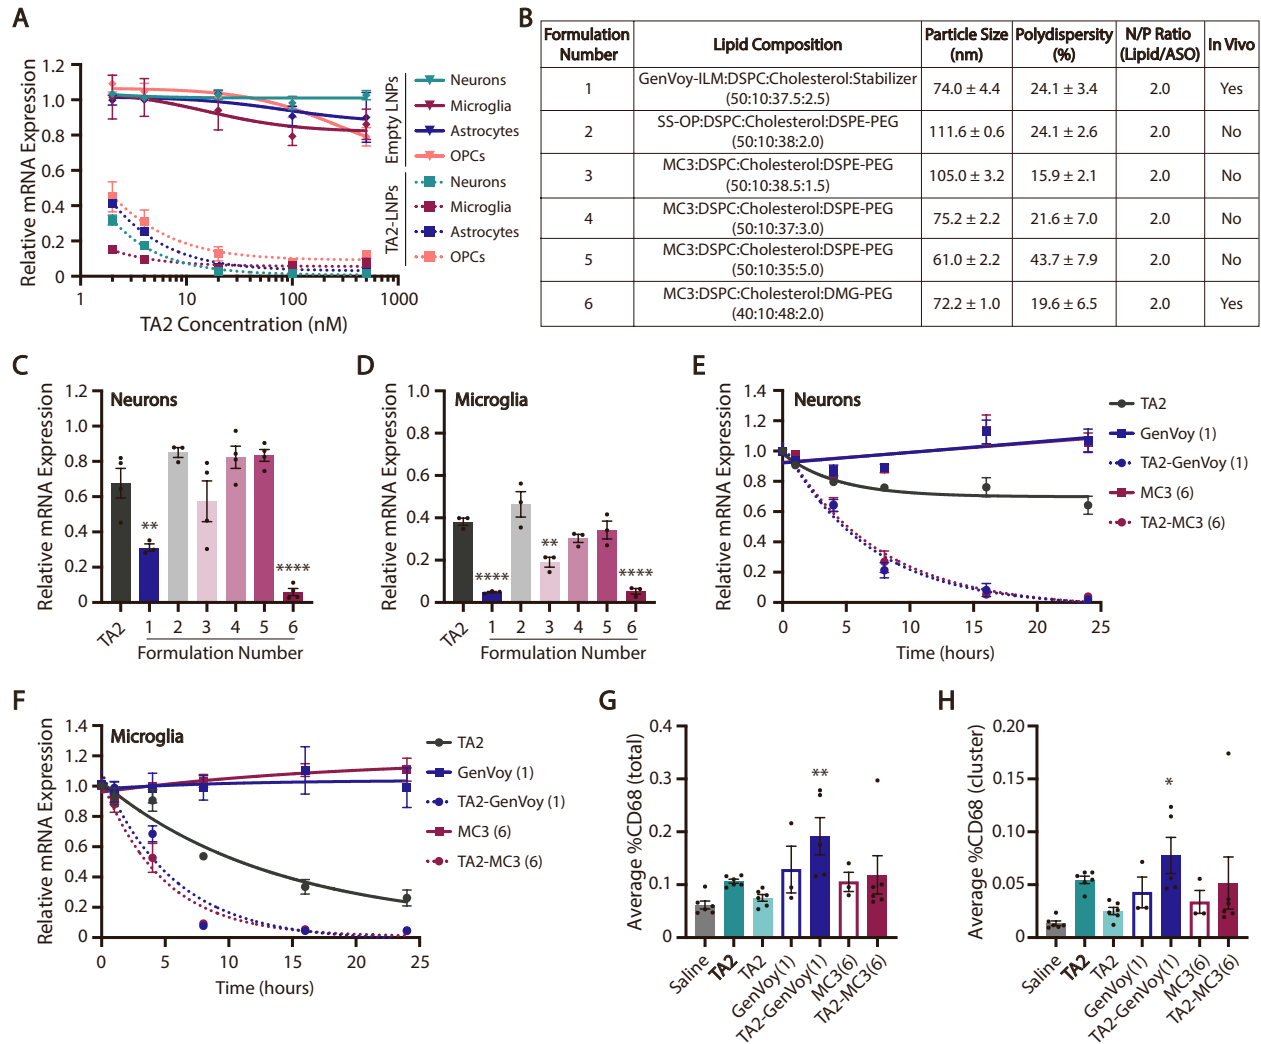 A
Relative mRNA Expression
1.2
1.0
0.8
0.6
0.4
0.2
0
1
10
100
1000
TA2 Concentration (nM)
Neurons
Microglia
Astrocytes
OPCs
Empty LNPs
Neurons
Microglia
Astrocytes
OPCs
TA2-LNPs
B
Formulation Number | Lipid Composition | Particle Size (nm) | Polydispersity (%) | N/P Ratio (Lipid/ASO) | In Vivo
1 | GenVoy-ILM:DSPC:Cholesterol:Stabilizer (50:10:37.5:2.5) | 74.0 ± 4.4 | 24.1 ± 3.4 | 2.0 | Yes
2 | SS-OP:DSPC:Cholesterol:DSPE-PEG (50:10:38:2.0) | 111.6 ± 0.6 | 24.1 ± 2.6 | 2.0 | No
3 | MC3:DSPC:Cholesterol:DSPE-PEG (50:10:38.5:1.5) | 105.0 ± 3.2 | 15.9 ± 2.1 | 2.0 | No
4 | MC3:DSPC:Cholesterol:DSPE-PEG (50:10:37:3.0) | 75.2 ± 2.2 | 21.6 ± 7.0 | 2.0 | No
5 | MC3:DSPC:Cholesterol:DSPE-PEG (50:10:35:5.0) | 61.0 ± 2.2 | 43.7 ± 7.9 | 2.0 | No
6 | MC3:DSPC:Cholesterol:DMG-PEG (40:10:48:2.0) | 72.2 ± 1.0 | 19.6 ± 6.5 | 2.0 | Yes
C
Neurons
Relative mRNA Expression
1.2
1.0
0.8
0.6
0.4
0.2
0
**
****
TA2 1 2 3 4 5 6
Formulation Number
D
Microglia
Relative mRNA Expression
1.0
0.8
0.6
0.4
0.2
0
****
**
****
TA2 1 2 3 4 5 6
Formulation Number
E
Neurons
Relative mRNA Expression
1.4
1.2
1.0
0.8
0.6
0.4
0.2
0
0 5 10 15 20 25
Time (hours)
TA2
GenVoy (1)
TA2-GenVoy (1)
MC3 (6)
TA2-MC3 (6)
F
Microglia
Relative mRNA Expression
1.4
1.2
1.0
0.8
0.6
0.4
0.2
0
0 5 10 15 20 25
Time (hours)
TA2
GenVoy (1)
TA2-GenVoy (1)
MC3 (6)
TA2-MC3 (6)
G
Average %CD68 (total)
0.4
0.3
0.2
0.1
0
**
Saline
TA2
TA2
GenVoy(1)
TA2-GenVoy(1)
MC3(6)
TA2-MC3(6)
H
Average %CD68 (cluster)
0.20
0.15
0.10
0.05
0
*
Saline
TA2
TA2
GenVoy(1)
TA2-GenVoy(1)
MC3(6)
TA2-MC3(6)